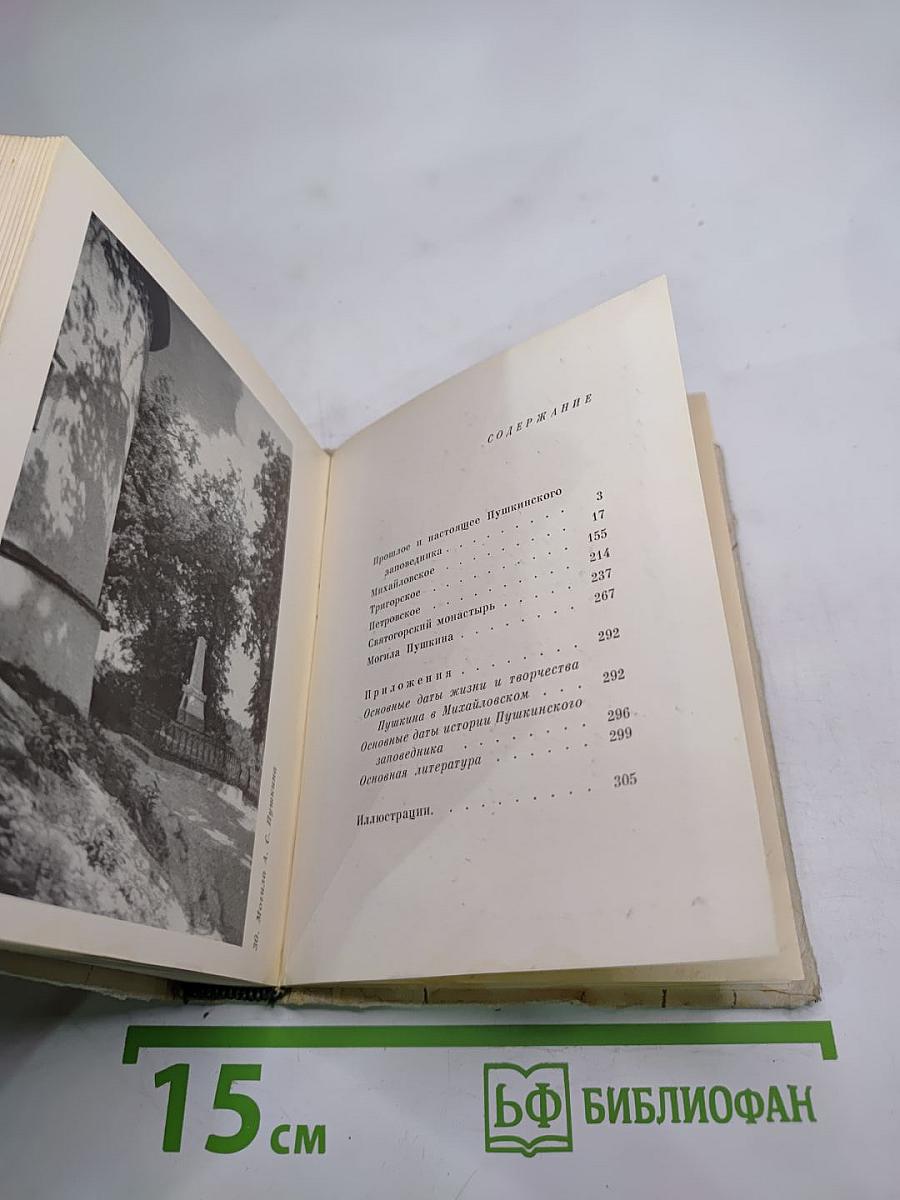 30. Могила А. С. Пушкина
СОДЕРЖАНИЕ
Прошлое и настоящее Пушкинского
заповедника . . . . . . . . 3
Михайловское . . . . . . . . 17
Тригорское . . . . . . . . 155
Петровское . . . . . . . . 214
Святогорский монастырь . . . . . . 237
Могила Пушкина . . . . . . . 267
Приложения . . . . . . . . 292
Основные даты жизни и творчества
Пушкина в Михайловском . . . 292
Основные даты истории Пушкинского
заповедника . . . . . . . 296
Основная литература . . . . . . 299
Иллюстрации. . . . . . . . . 305
15 см
БФ БИБЛИОФАН